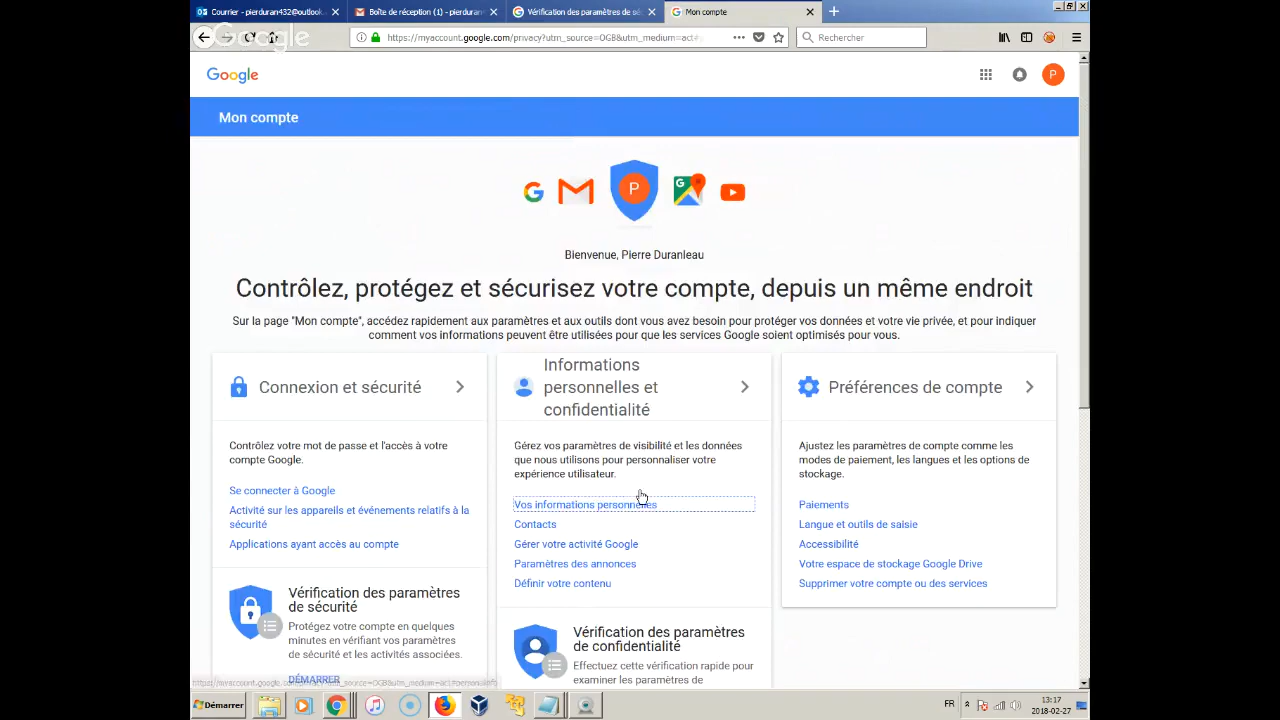 Courrier - pierduran432@outlook.
Boîte de réception (1) - pierduran
Vérification des paramètres de sé
Mon compte
Google
https://myaccount.google.com/privacy?utm_source=OGB&utm_medium=act
Rechercher
Google
P
Mon compte
P
Bienvenue, Pierre Duranleau
Contrôlez, protégez et sécurisez votre compte, depuis un même endroit
Sur la page "Mon compte", accédez rapidement aux paramètres et aux outils dont vous avez besoin pour protéger vos données et votre vie privée, et pour indiquer
comment vos informations peuvent être utilisées pour que les services Google soient optimisés pour vous.
Connexion et sécurité
Contrôlez votre mot de passe et l'accès à votre
compte Google.
Se connecter à Google
Activité sur les appareils et événements relatifs à la
sécurité
Applications ayant accès au compte
Vérification des paramètres
de sécurité
Protégez votre compte en quelques
minutes en vérifiant vos paramètres
de sécurité et les activités associées.
DÉMARRER
Informations
personnelles et
confidentialité
Gérez vos paramètres de visibilité et les données
que nous utilisons pour personnaliser votre
expérience utilisateur.
Vos informations personnelles
Contacts
Gérer votre activité Google
Paramètres des annonces
Définir votre contenu
Vérification des paramètres
de confidentialité
Effectuez cette vérification rapide pour
examiner les paramètres de
Préférences de compte
Ajustez les paramètres de compte comme les
modes de paiement, les langues et les options de
stockage.
Paiements
Langue et outils de saisie
Accessibilité
Votre espace de stockage Google Drive
Supprimer votre compte ou des services
Démarrer
FR
13:17
2018-02-27